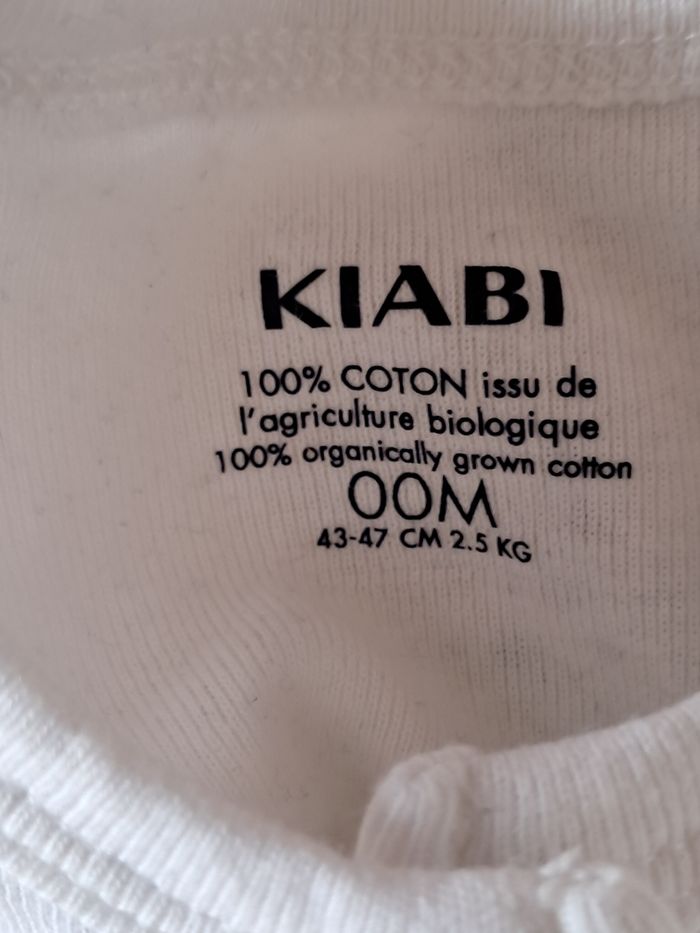 KIABI
100% COTON issu de
l'agriculture biologique
100% organically grown cotton
00M
43-47 CM 2.5 KG